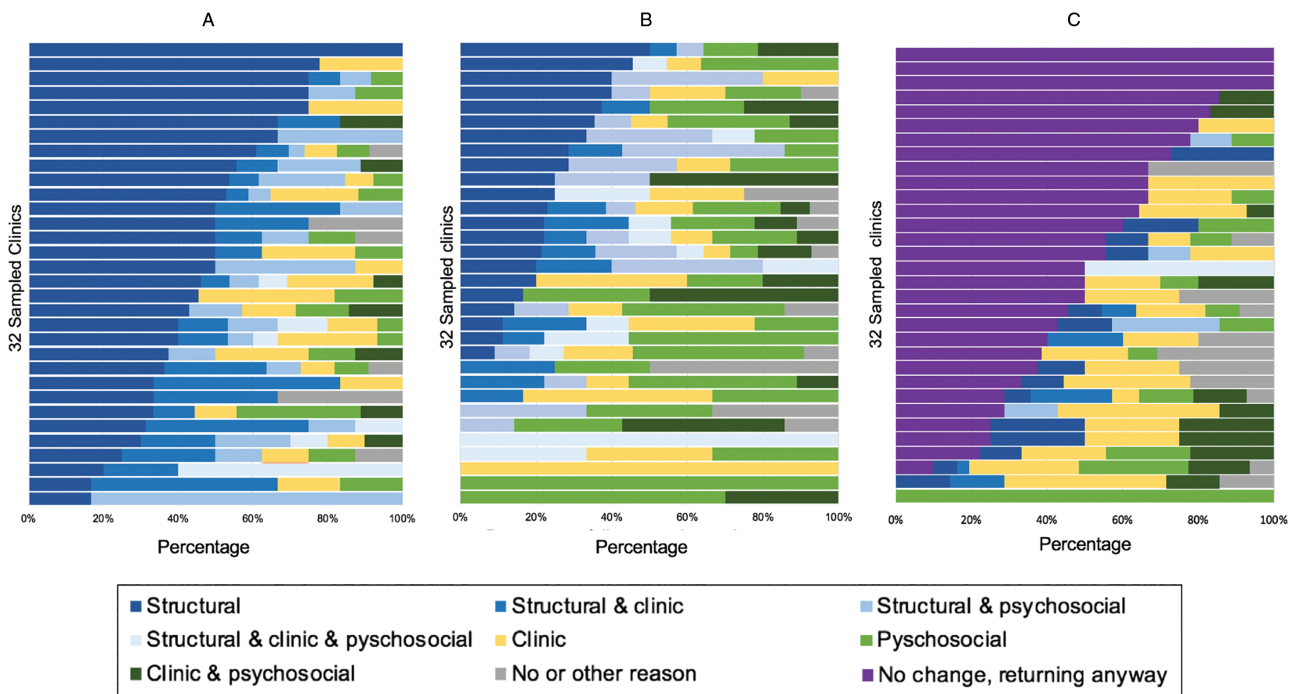 A B C
32 Sampled Clinics
32 Sampled clinics
32 Sampled clinics
0% 20% 40% 60% 80% 100%
0% 20% 40% 60% 80% 100%
0% 20% 40% 60% 80% 100%
Percentage
Percentage
Percentage
Structural
Structural & clinic
Structural & psychosocial
Structural & clinic & pyschosocial
Clinic
Pyschosocial
Clinic & psychosocial
No or other reason
No change, returning anyway